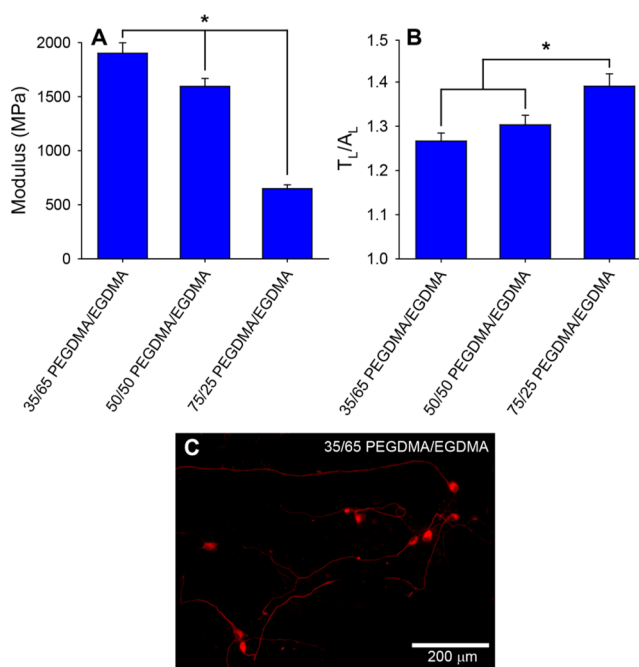 A
*
Modulus (MPa)
2000
1500
1000
500
0
35/65 PEGDMA/EGDMA
50/50 PEGDMA/EGDMA
75/25 PEGDMA/EGDMA
B
*
TL/AL
1.5
1.4
1.3
1.2
1.1
1.0
35/65 PEGDMA/EGDMA
50/50 PEGDMA/EGDMA
75/25 PEGDMA/EGDMA
C
35/65 PEGDMA/EGDMA
200 μm